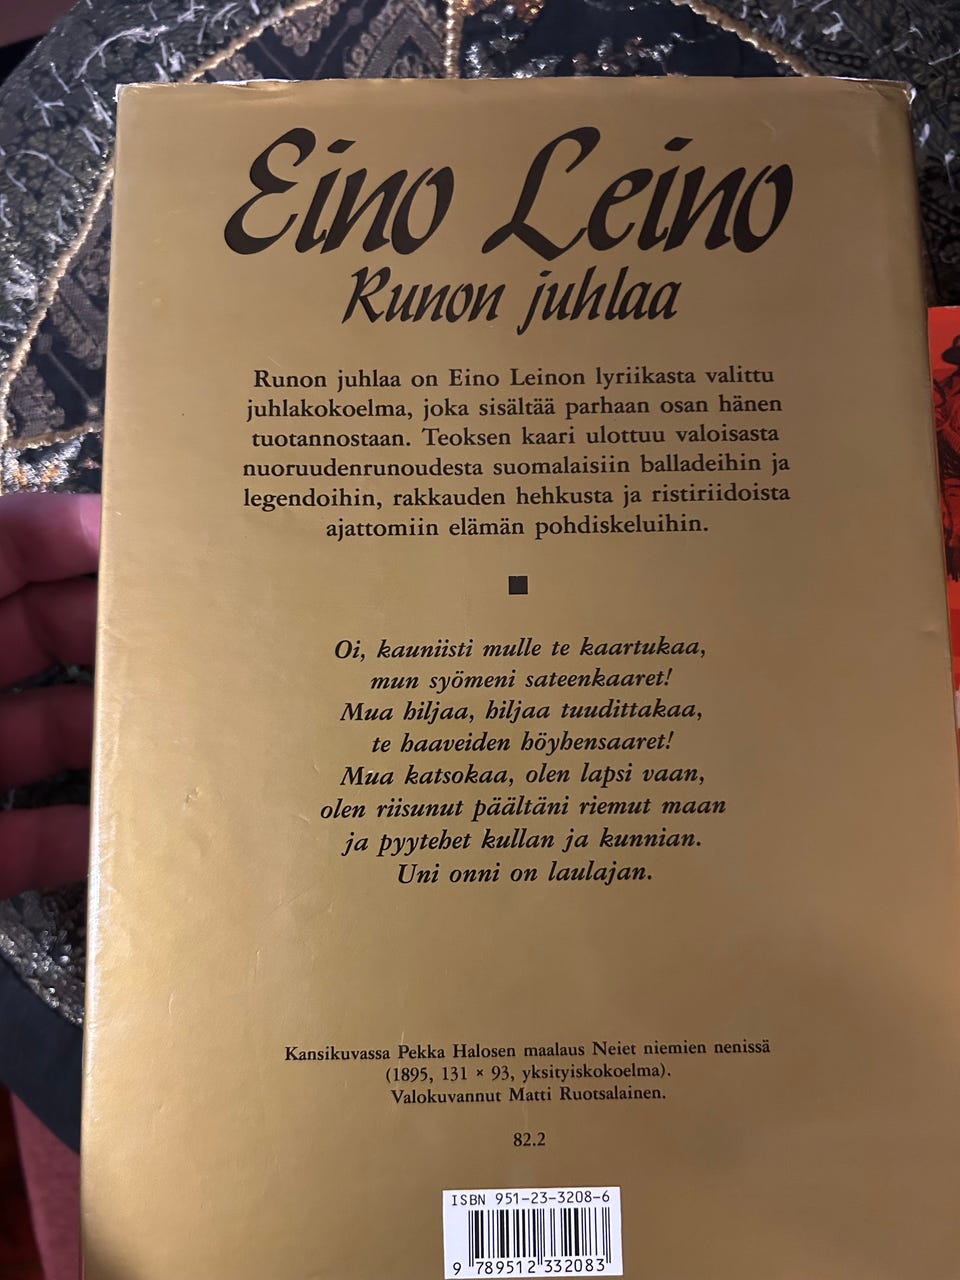 Eino Leino
Runon juhlaa
Runon juhlaa on Eino Leinon lyriikasta valittu
juhlakokoelma, joka sisältää parhaan osan hänen
tuotannostaan. Teoksen kaari ulottuu valoisasta
nuoruudenrunoudesta suomalaisiin balladeihin ja
legendoihin, rakkauden hehkusta ja ristiriidoista
ajattomiin elämän pohdiskeluihin.
Oi, kauniisti mulle te kaartukaa,
mun syömeni sateenkaaret!
Mua hiljaa, hiljaa tuudittakaa,
te haaveiden höyhensaaret!
Mua katsokaa, olen lapsi vaan,
olen riisunut päältäni riemut maan
ja pyytehet kullan ja kunnian.
Uni onni on laulajan.
Kansikuvassa Pekka Halosen maalaus Neiet niemien nenissä
(1895, 131 × 93, yksityiskokoelma).
Valokuvannut Matti Ruotsalainen.
82.2
ISBN 951-23-3208-6
9 789512 332083